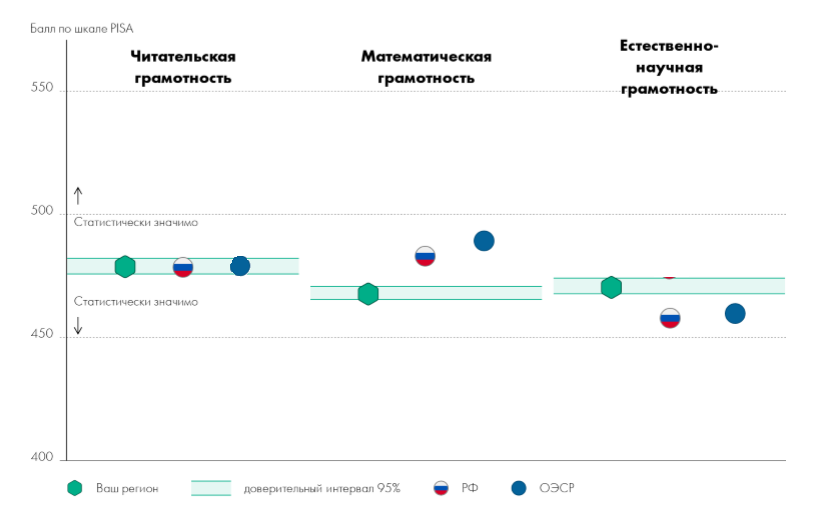 Балл по шкале PISA
Читательская
грамотность
Математическая
грамотность
Естественно-
научная
грамотность
550
500
Статистически значимо
Статистически значимо
450
400
Ваш регион
доверительный интервал 95%
РФ
ОЭСР